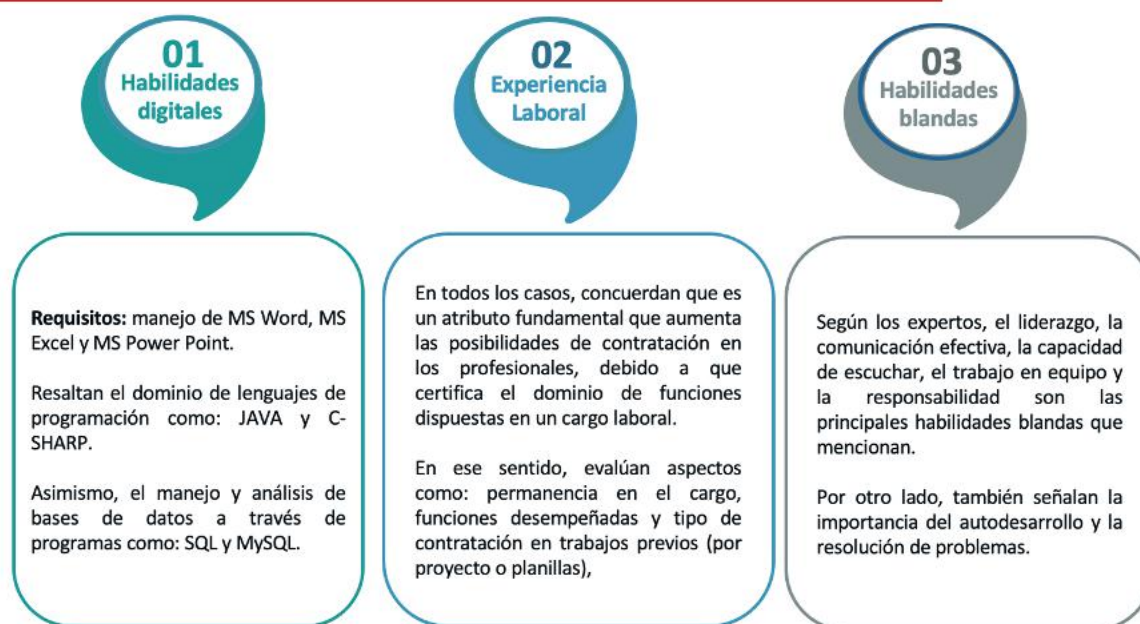 01
Habilidades
digitales
Requisitos: manejo de MS Word, MS
Excel y MS Power Point.
Resaltan el dominio de lenguajes de
programación como: JAVA y C-
SHARP.
Asimismo, el manejo y análisis de
bases de datos a través de
programas como: SQL y MySQL.
02
Experiencia
Laboral
En todos los casos, concuerdan que es
un atributo fundamental que aumenta
las posibilidades de contratación en
los profesionales, debido a que
certifica el dominio de funciones
dispuestas en un cargo laboral.
En ese sentido, evalúan aspectos
como: permanencia en el cargo,
funciones desempeñadas y tipo de
contratación en trabajos previos (por
proyecto o planillas),
03
Habilidades
blandas
Según los expertos, el liderazgo, la
comunicación efectiva, la capacidad
de escuchar, el trabajo en equipo y
la responsabilidad son las
principales habilidades blandas que
mencionan.
Por otro lado, también señalan la
importancia del autodesarrollo y la
resolución de problemas.